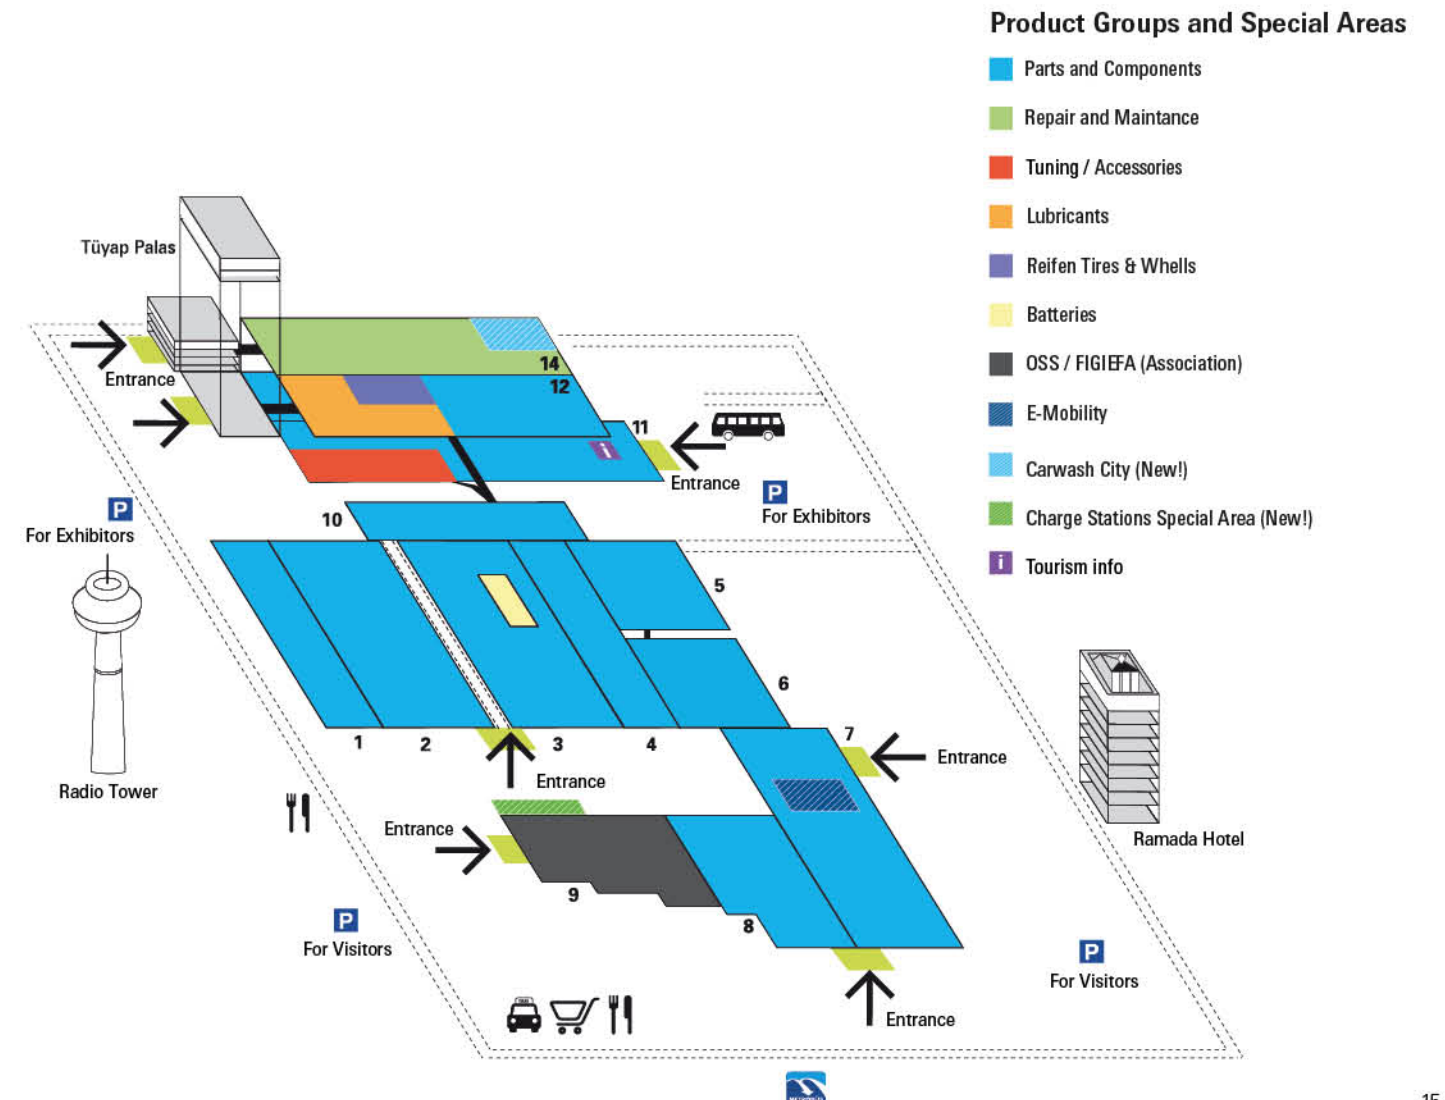 Product Groups and Special Areas
Parts and Components
Repair and Maintance
Tuning / Accessories
Lubricants
Reifen Tires & Whells
Batteries
OSS / FIGIEFA (Association)
E-Mobility
Carwash City (New!)
Charge Stations Special Area (New!)
i Tourism info
Tüyap Palas
Entrance
14
12
11
i
Entrance
P
For Exhibitors
P
For Exhibitors
10
5
6
1
2
3
4
7
Entrance
Entrance
Radio Tower
Entrance
Ramada Hotel
9
8
P
For Visitors
P
For Visitors
TAXI
Entrance